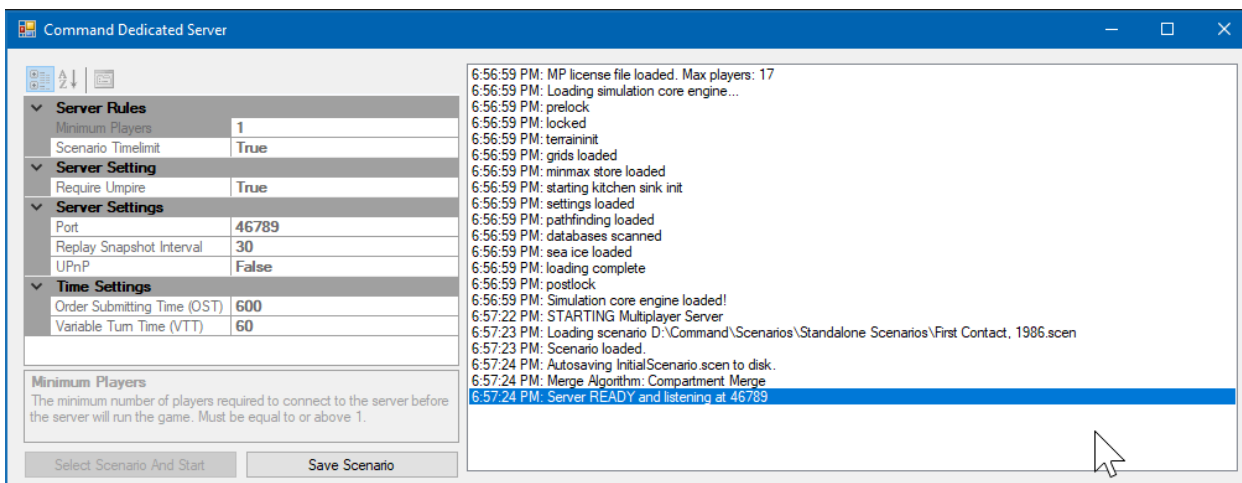 Command Dedicated Server
Server Rules
Minimum Players 1
Scenario Timelimit True
Server Setting
Require Umpire True
Server Settings
Port 46789
Replay Snapshot Interval 30
UPnP False
Time Settings
Order Submitting Time (OST) 600
Variable Turn Time (VTT) 60
Minimum Players
The minimum number of players required to connect to the server before
the server will run the game. Must be equal to or above 1.
Select Scenario And Start
Save Scenario
6:56:59 PM: MP license file loaded. Max players: 17
6:56:59 PM: Loading simulation core engine...
6:56:59 PM: prelock
6:56:59 PM: locked
6:56:59 PM: terraininit
6:56:59 PM: grids loaded
6:56:59 PM: minmax store loaded
6:56:59 PM: starting kitchen sink init
6:56:59 PM: settings loaded
6:56:59 PM: pathfinding loaded
6:56:59 PM: databases scanned
6:56:59 PM: sea ice loaded
6:56:59 PM: loading complete
6:56:59 PM: postlock
6:56:59 PM: Simulation core engine loaded!
6:57:22 PM: STARTING Multiplayer Server
6:57:23 PM: Loading scenario D:\Command\Scenarios\Standalone Scenarios\First Contact, 1986.scen
6:57:23 PM: Scenario loaded.
6:57:24 PM: Autosaving InitialScenario.scen to disk.
6:57:24 PM: Merge Algorithm: Compartment Merge
6:57:24 PM: Server READY and listening at 46789